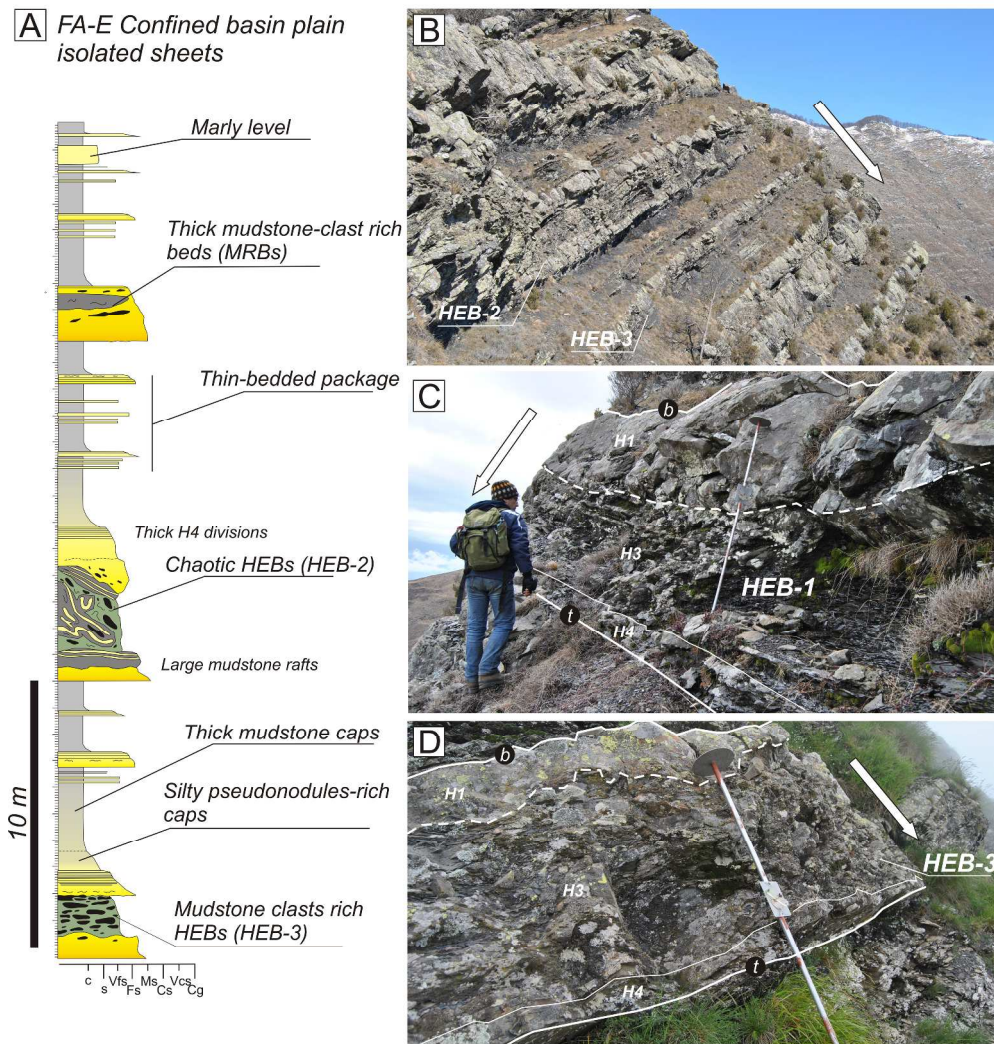 A FA-E Confined basin plain
isolated sheets
Marly level
Thick mudstone-clast rich
beds (MRBs)
Thin-bedded package
Thick H4 divisions
Chaotic HEBs (HEB-2)
Large mudstone rafts
Thick mudstone caps
Silty pseudonodules-rich
caps
Mudstone clasts rich
HEBs (HEB-3)
10 m
c s Vfs Fs Ms Cs Vcs Cg
B
HEB-2
HEB-3
C
b
H1
H3
HEB-1
t
H4
D
b
H1
HEB-3
H3
t
H4